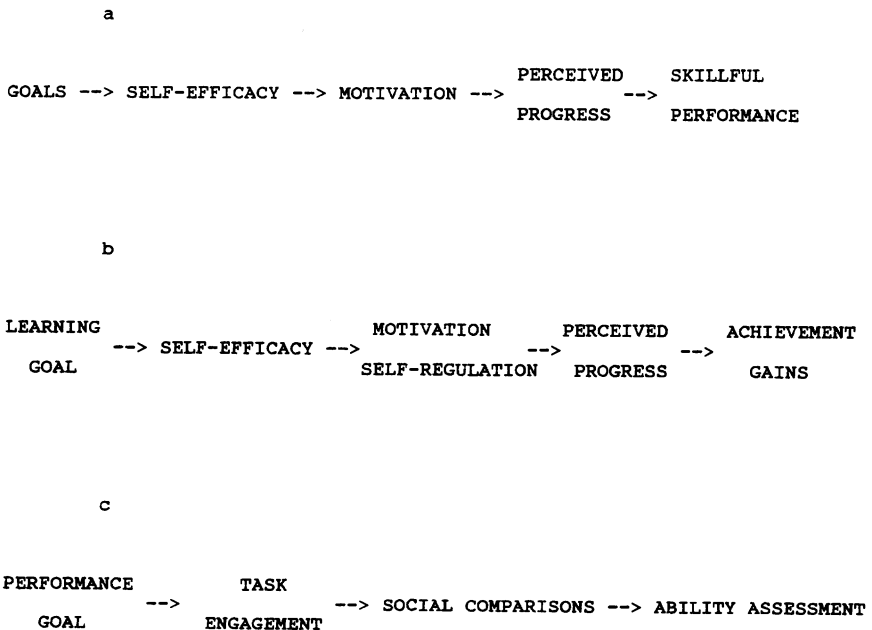 a
PERCEIVED SKILLFUL
GOALS --> SELF-EFFICACY --> MOTIVATION --> -->
PROGRESS PERFORMANCE
b
LEARNING MOTIVATION PERCEIVED ACHIEVEMENT
--> SELF-EFFICACY --> --> -->
GOAL SELF-REGULATION PROGRESS GAINS
c
PERFORMANCE TASK
--> --> SOCIAL COMPARISONS --> ABILITY ASSESSMENT
GOAL ENGAGEMENT